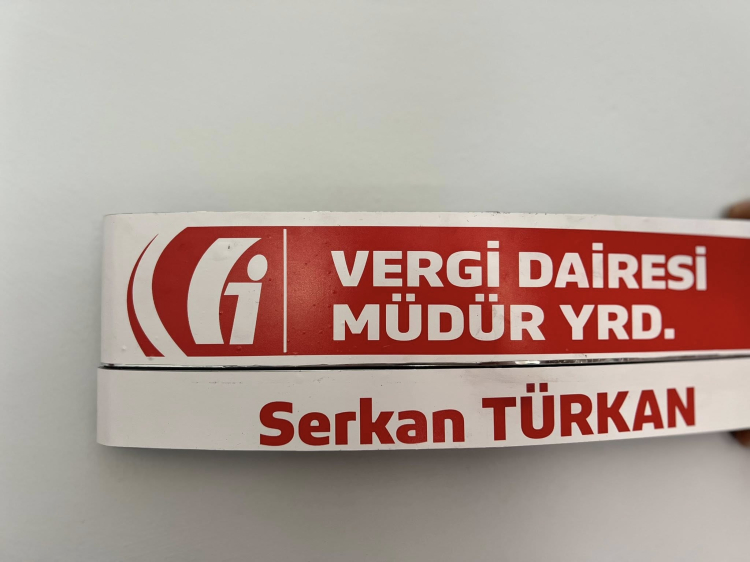 VERGİ DAİRESİ
MÜDÜR YRD.
Serkan TÜRKAN